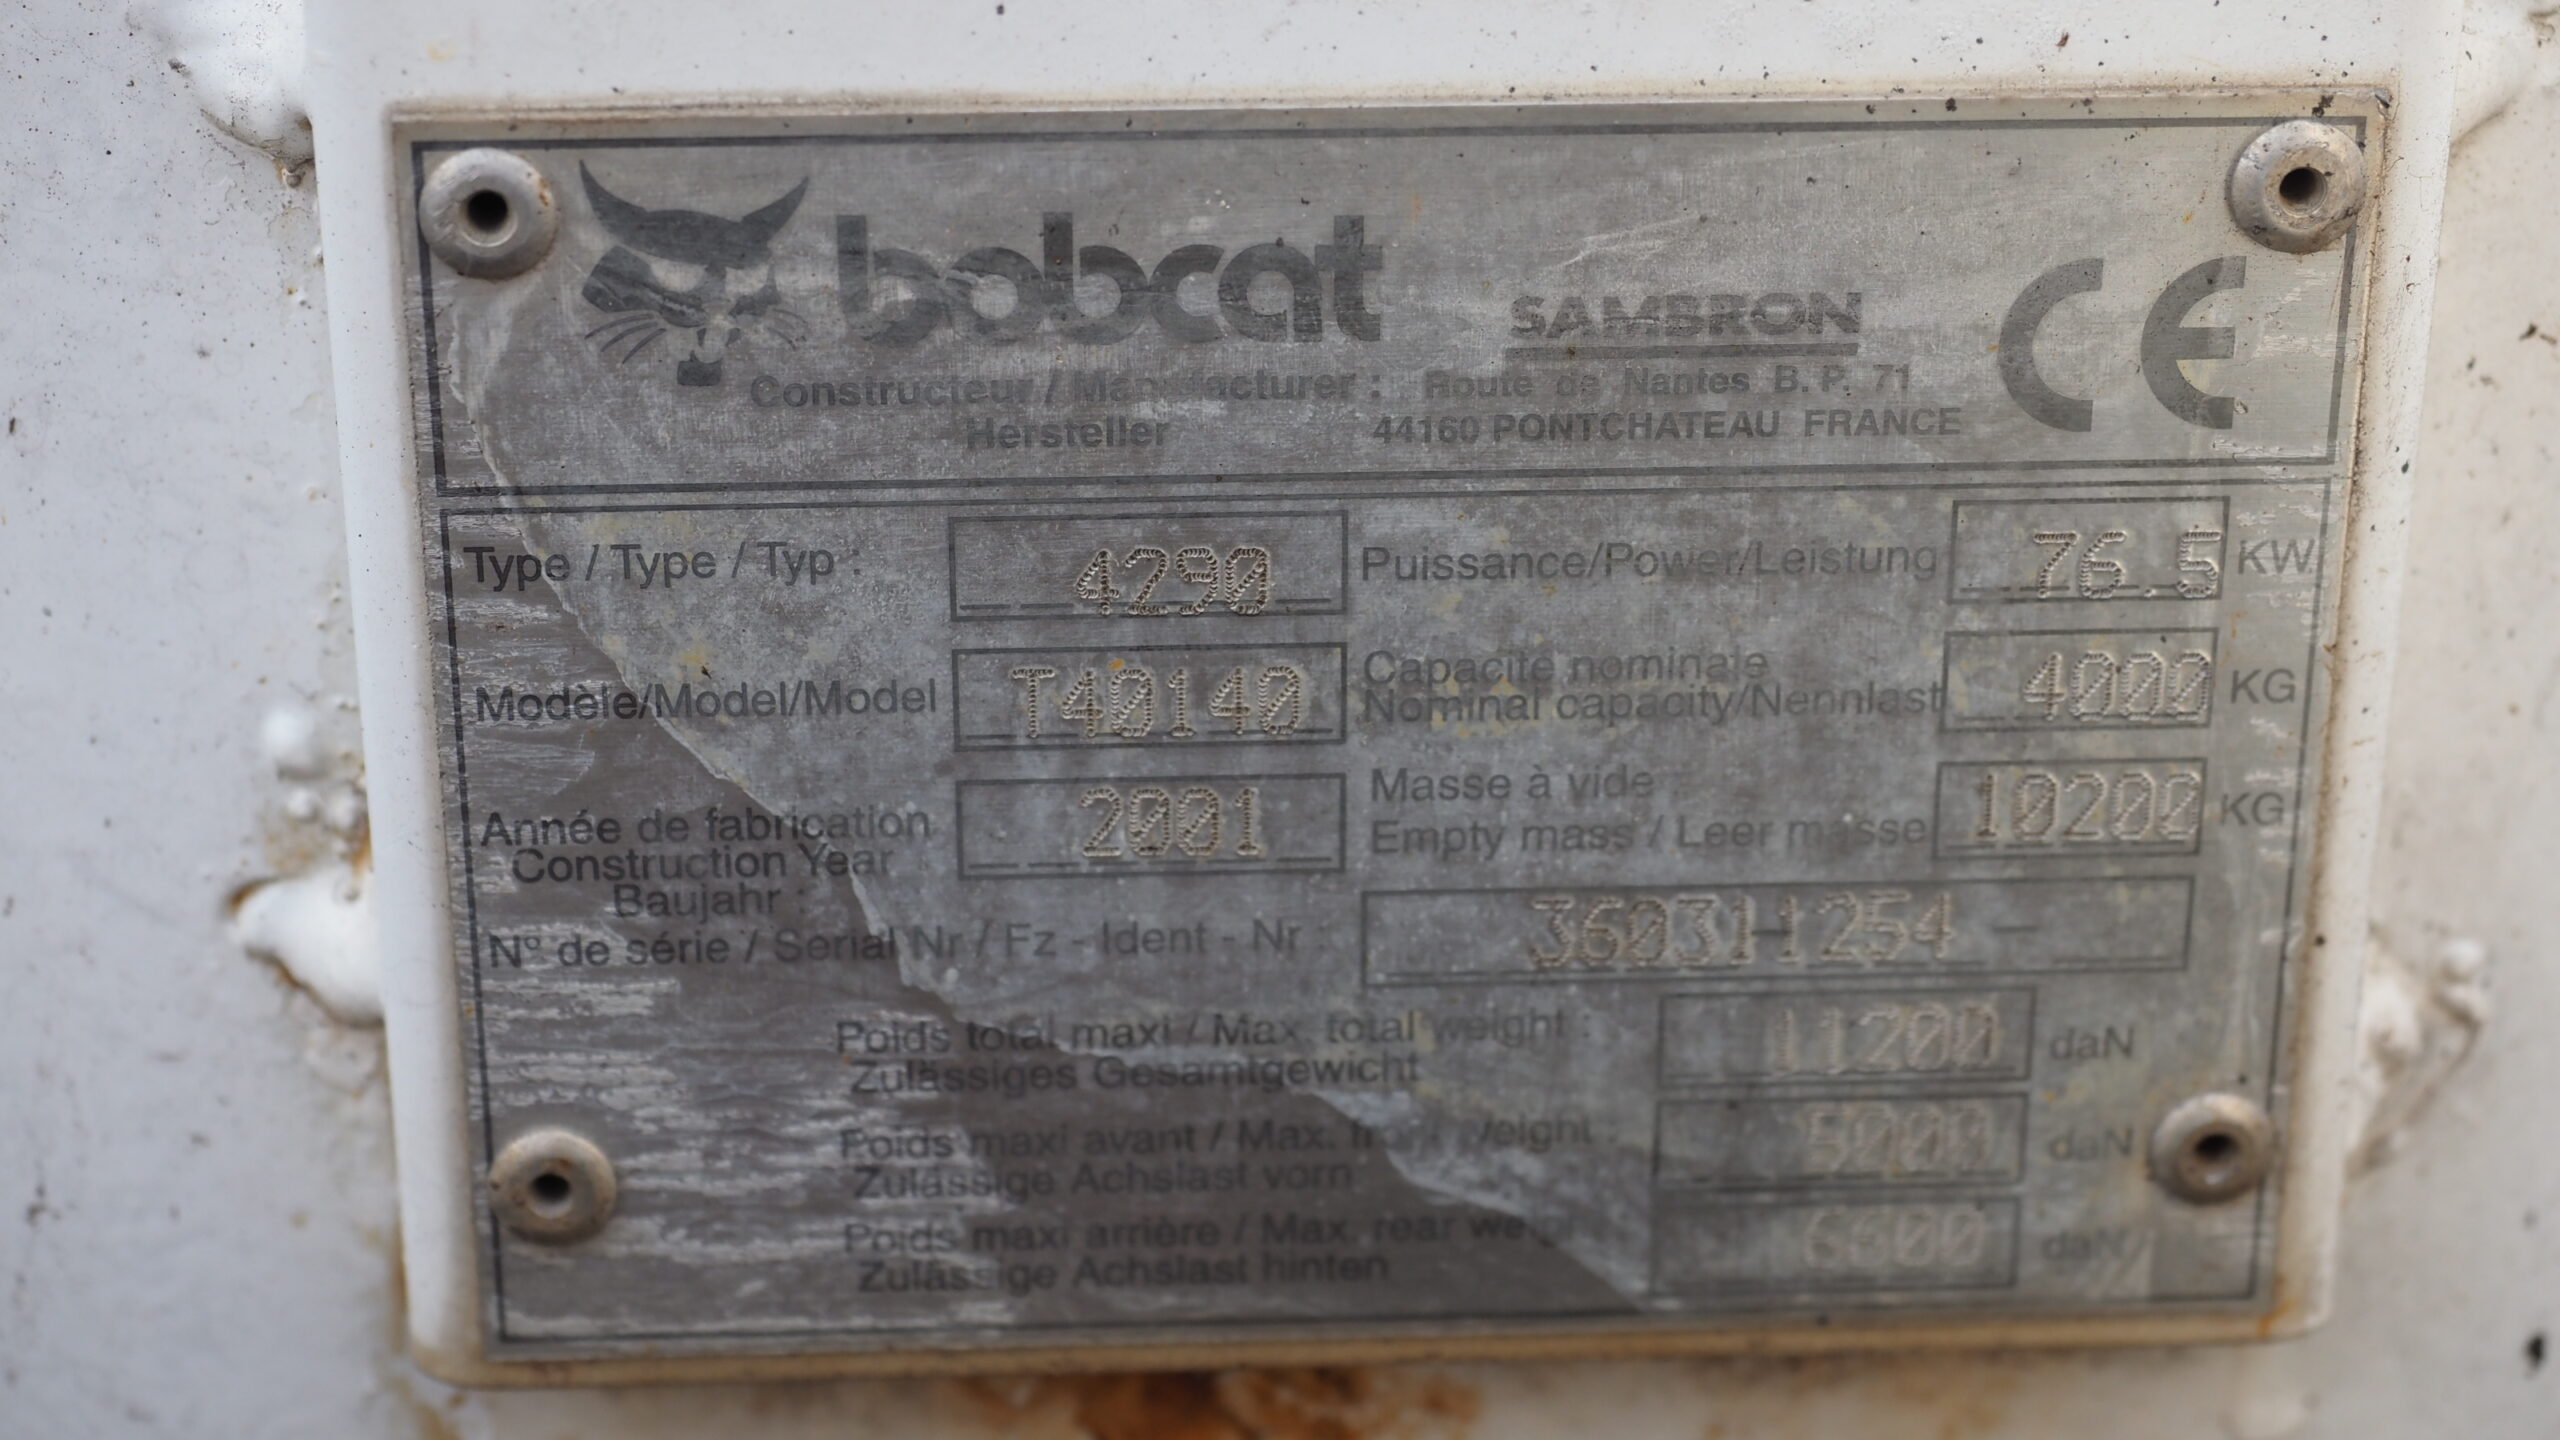 bobcat SAMBRON CE
Constructeur / Manufacturer : Route de Nantes B.P. 71
Hersteller 44160 PONTCHATEAU FRANCE
Type / Type / Typ : 4290 Puissance/Power/Leistung 76.5 KW
Modèle/Model/Model T40140 Capacité nominale
Nominal capacity/Nennlast 4000 KG
Année de fabrication 2001 Masse à vide
Construction Year Empty mass / Leer masse 10200 KG
Baujahr :
N° de série / Serial Nr / Fz - Ident - Nr : 360311254 -
Poids total maxi / Max. total weight : 11200 daN
Zulässiges Gesamtgewicht
Poids maxi avant / Max. front weight : 5000 daN
Zulässige Achslast vorn
Poids maxi arrière / Max. rear weight 6600 daN
Zulässige Achslast hinten